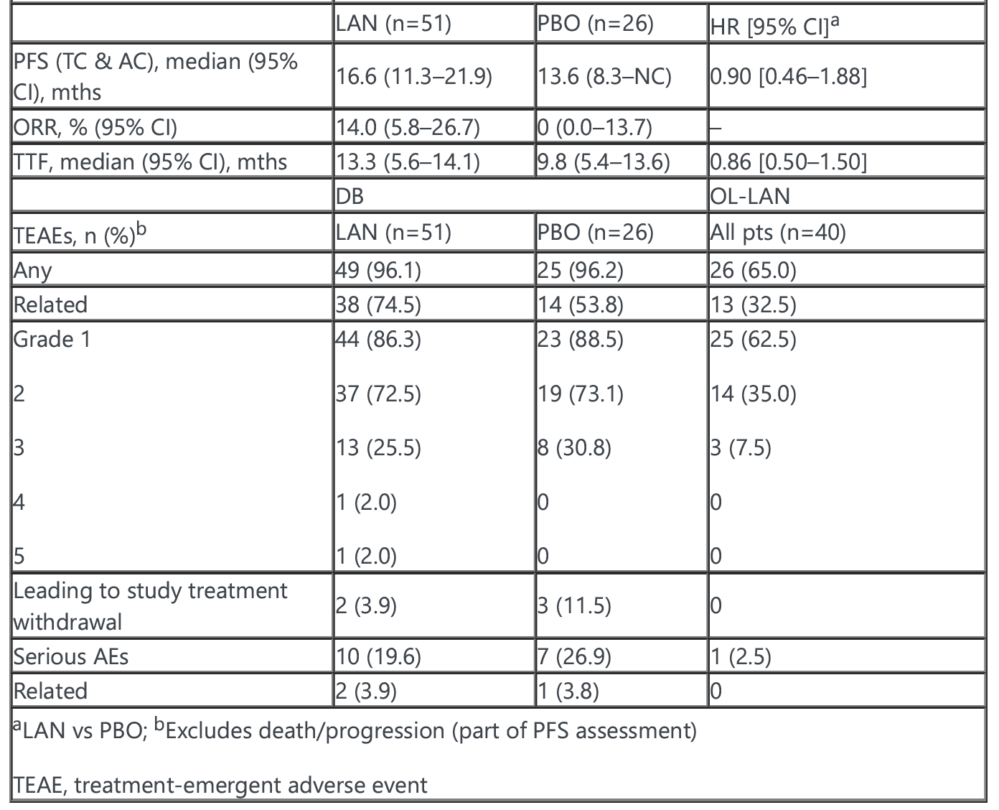 LAN (n=51) PBO (n=26) HR [95% CI]a
PFS (TC & AC), median (95%
CI), mths 16.6 (11.3–21.9) 13.6 (8.3–NC) 0.90 [0.46–1.88]
ORR, % (95% CI) 14.0 (5.8–26.7) 0 (0.0–13.7) –
TTF, median (95% CI), mths 13.3 (5.6–14.1) 9.8 (5.4–13.6) 0.86 [0.50–1.50]
DB OL-LAN
TEAEs, n (%)b LAN (n=51) PBO (n=26) All pts (n=40)
Any 49 (96.1) 25 (96.2) 26 (65.0)
Related 38 (74.5) 14 (53.8) 13 (32.5)
Grade 1 44 (86.3) 23 (88.5) 25 (62.5)
2 37 (72.5) 19 (73.1) 14 (35.0)
3 13 (25.5) 8 (30.8) 3 (7.5)
4 1 (2.0) 0 0
5 1 (2.0) 0 0
Leading to study treatment
withdrawal 2 (3.9) 3 (11.5) 0
Serious AEs 10 (19.6) 7 (26.9) 1 (2.5)
Related 2 (3.9) 1 (3.8) 0
aLAN vs PBO; bExcludes death/progression (part of PFS assessment)
TEAE, treatment-emergent adverse event